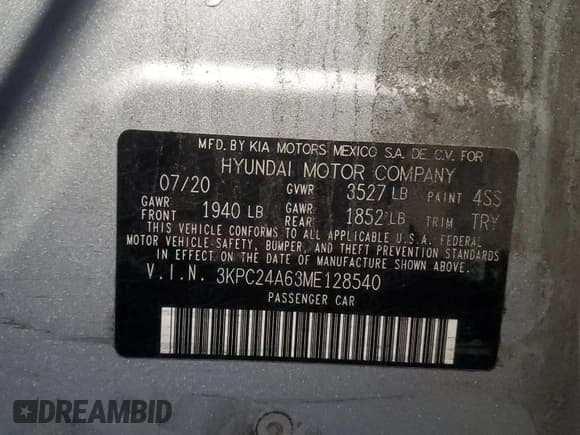 MFD. BY KIA MOTORS MEXICO S.A. DE C.V. FOR
HYUNDAI MOTOR COMPANY
07/20 GVWR 3527 LB PAINT 4SS
GAWR FRONT 1940 LB GAWR REAR 1852 LB TRIM TRY
THIS VEHICLE CONFORMS TO ALL APPLICABLE U.S.A. FEDERAL
MOTOR VEHICLE-SAFETY, BUMPER, AND THEFT PREVENTION STANDARDS
IN EFFECT ON THE DATE OF MANUFACTURE SHOWN ABOVE.
V.I.N. 3KPC24A63ME128540
PASSENGER CAR
DREAMBID